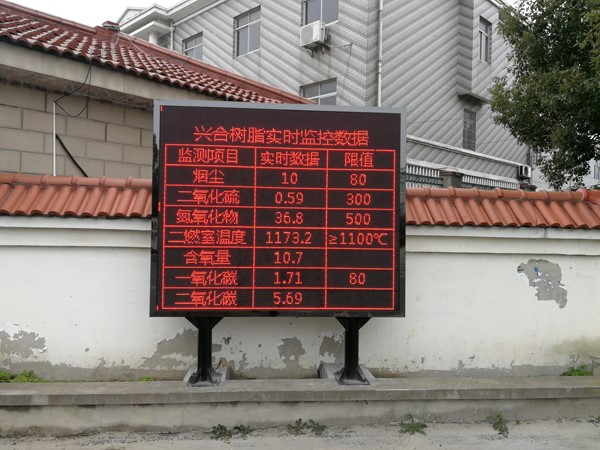 兴合树脂实时监控数据
监测项目 实时数据 限值
烟尘 10 80
二氧化硫 0.59 300
氮氧化物 36.8 500
二燃室温度 1173.2 ≥1100℃
含氧量 10.7
一氧化碳 1.71 80
二氧化碳 5.69